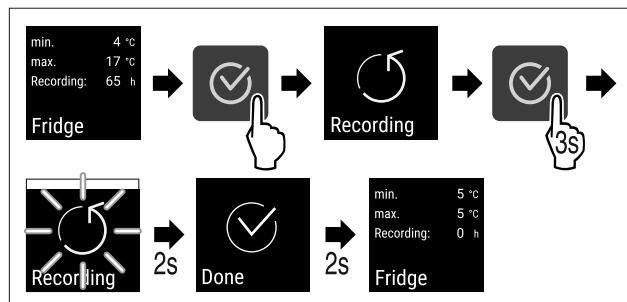 min. 4 °C
max. 17 °C
Recording: 65 h
Fridge
Recording
3s
Recording
2s
Done
2s
min. 5 °C
max. 5 °C
Recording: 0 h
Fridge